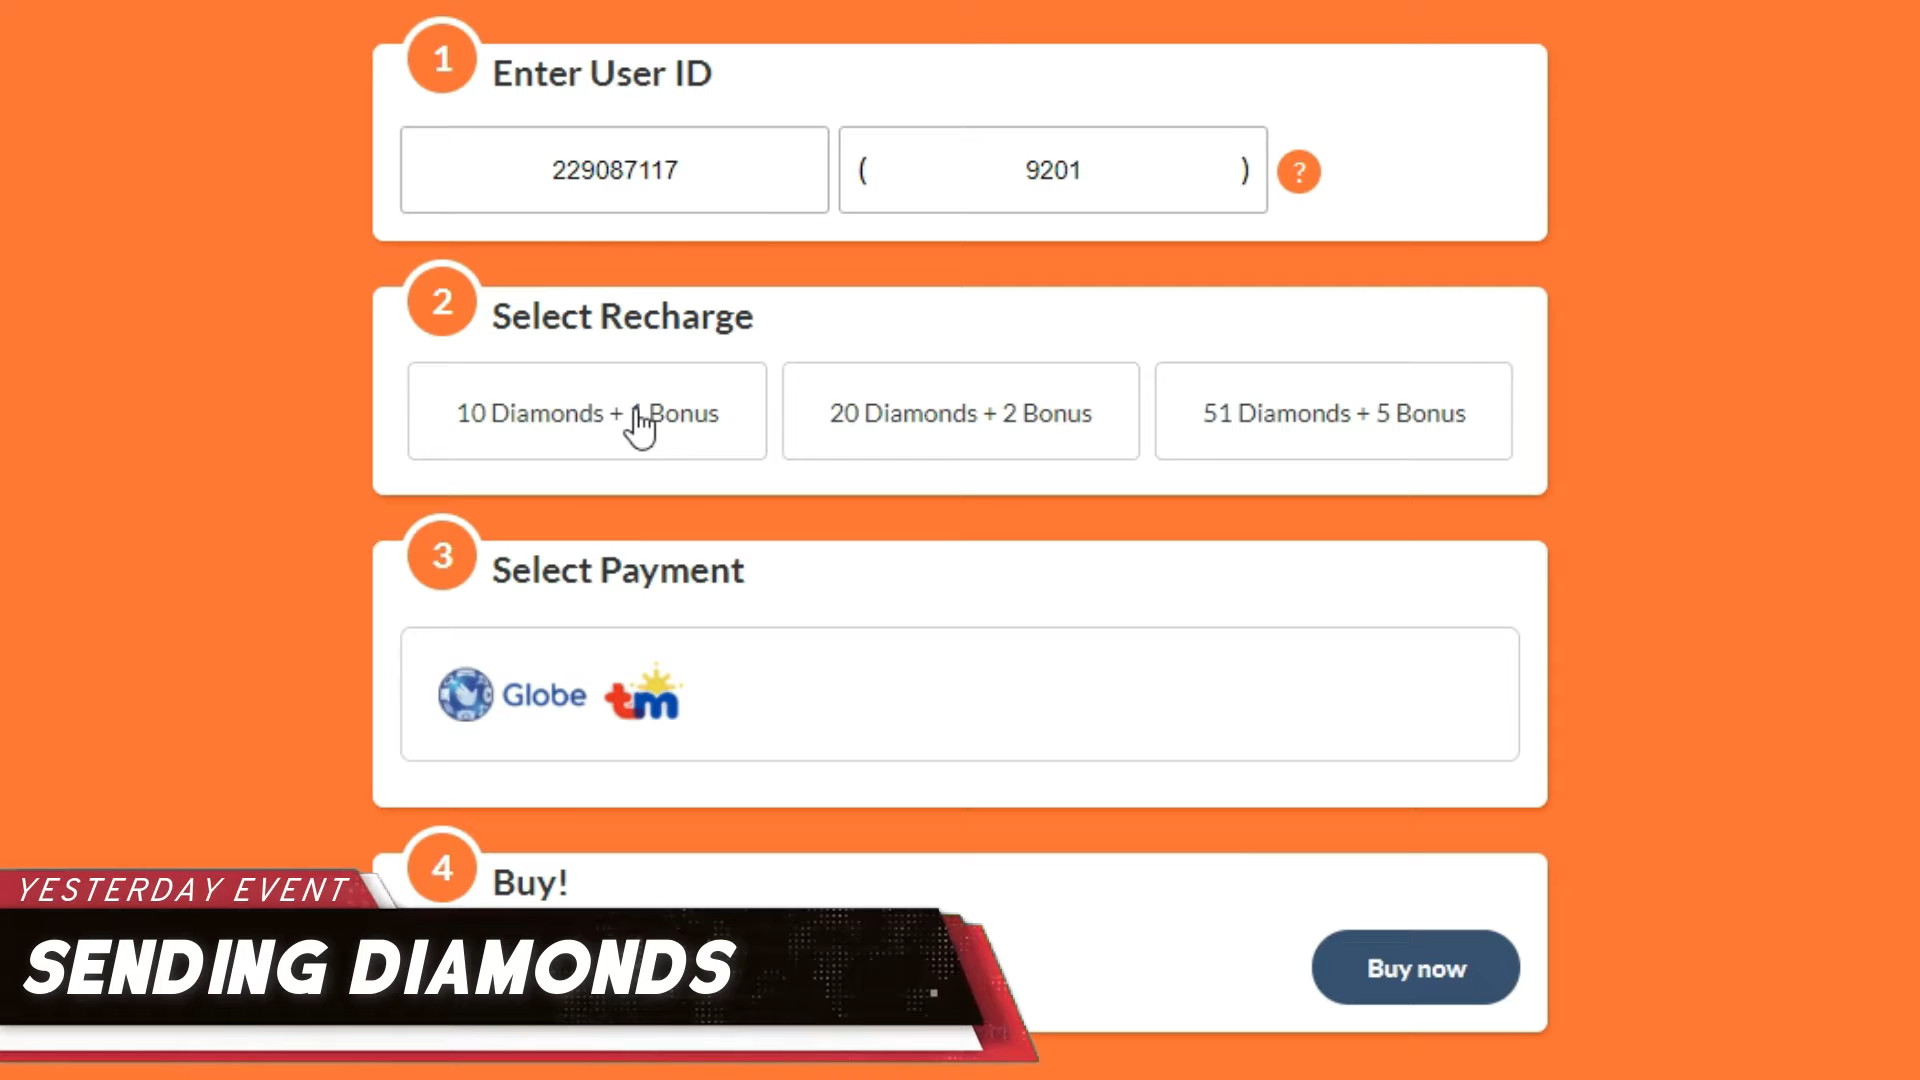 1
Enter User ID
229087117 ( 9201 ) ?
2
Select Recharge
10 Diamonds + 1 Bonus
20 Diamonds + 2 Bonus
51 Diamonds + 5 Bonus
3
Select Payment
Globe tm
4
Buy!
Buy now
YESTERDAY EVENT
SENDING DIAMONDS